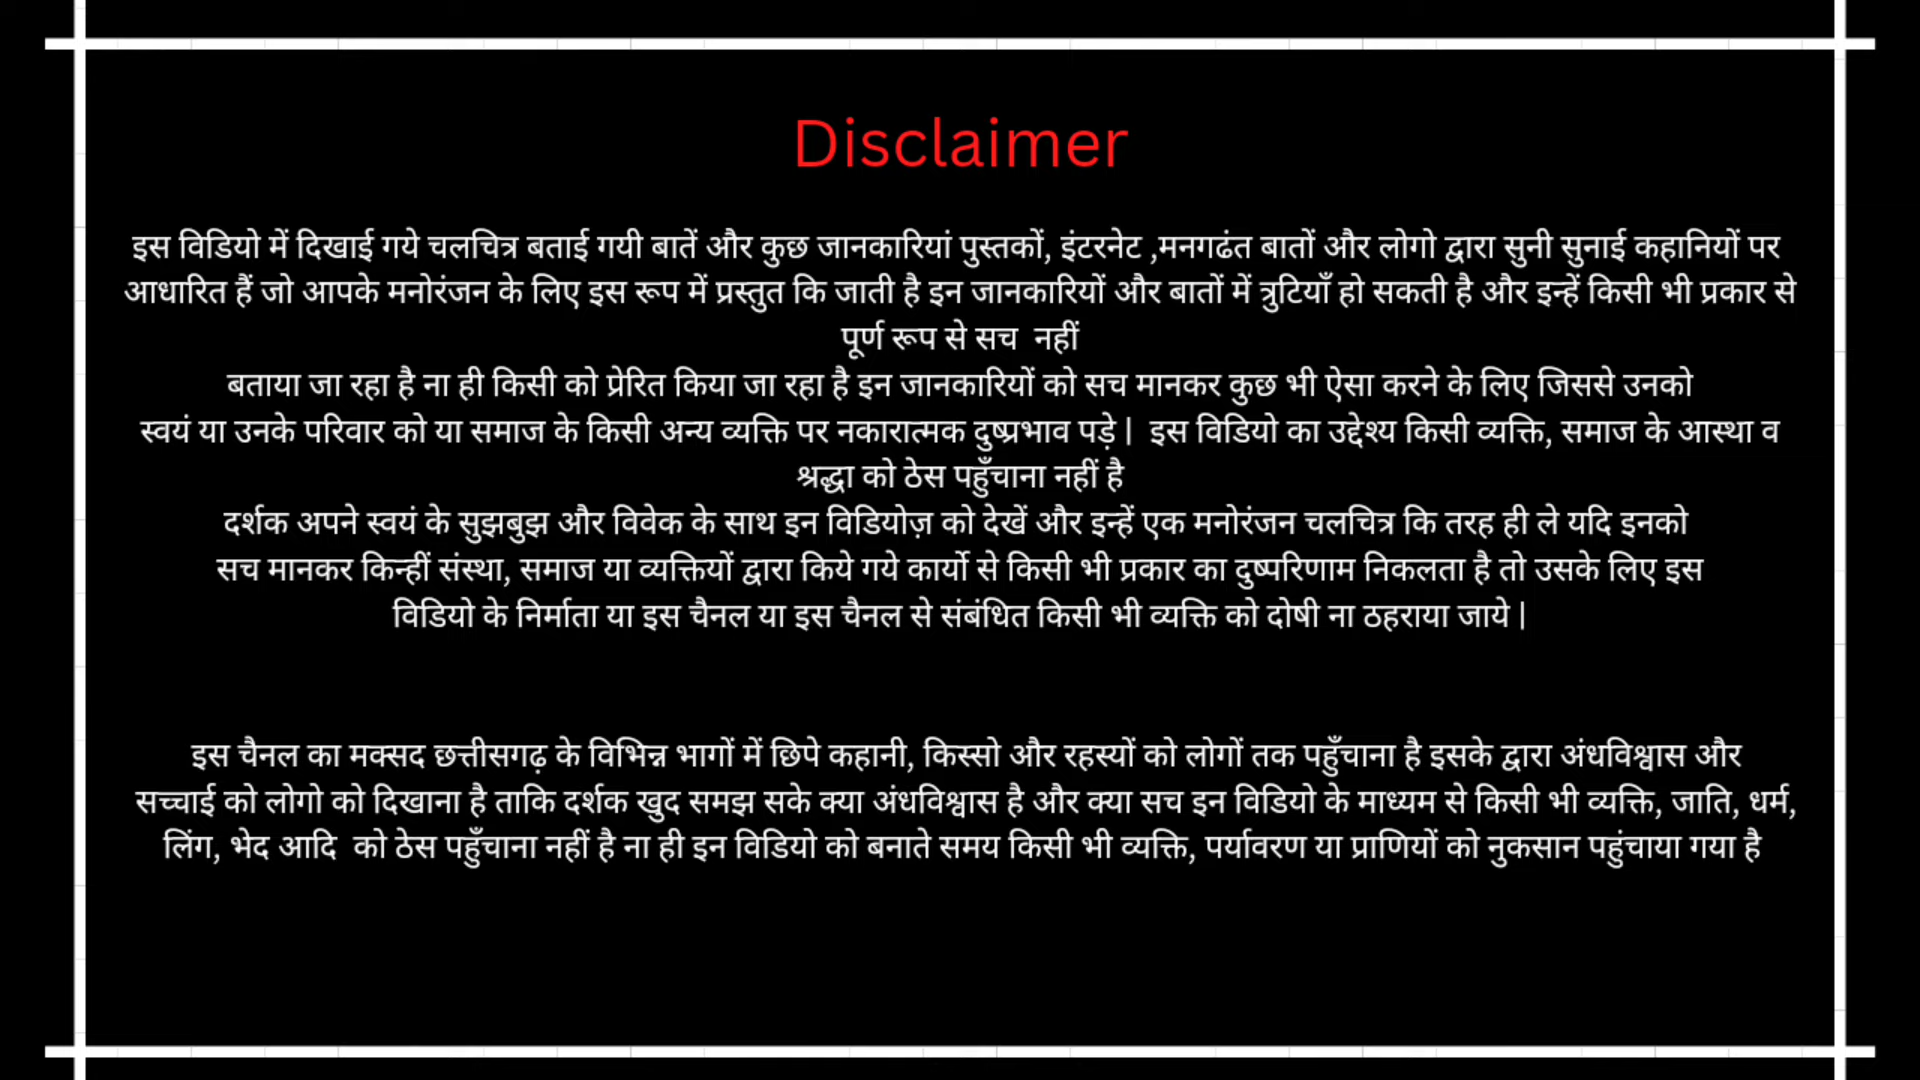 Disclaimer
इस विडियो में दिखाई गये चलचित्र बताई गयी बातें और कुछ जानकारियां पुस्तकों, इंटरनेट ,मनगढंत बातों और लोगो द्वारा सुनी सुनाई कहानियों पर
आधारित हैं जो आपके मनोरंजन के लिए इस रूप में प्रस्तुत कि जाती है इन जानकारियों और बातों में त्रुटियाँ हो सकती है और इन्हें किसी भी प्रकार से
पूर्ण रूप से सच  नहीं
बताया जा रहा है ना ही किसी को प्रेरित किया जा रहा है इन जानकारियों को सच मानकर कुछ भी ऐसा करने के लिए जिससे उनको
स्वयं या उनके परिवार को या समाज के किसी अन्य व्यक्ति पर नकारात्मक दुष्प्रभाव पड़े |  इस विडियो का उद्देश्य किसी व्यक्ति, समाज के आस्था व
श्रद्धा को ठेस पहुँचाना नहीं है
दर्शक अपने स्वयं के सुझबुझ और विवेक के साथ इन विडियोज़ को देखें और इन्हें एक मनोरंजन चलचित्र कि तरह ही ले यदि इनको
सच मानकर किन्हीं संस्था, समाज या व्यक्तियों द्वारा किये गये कार्यो से किसी भी प्रकार का दुष्परिणाम निकलता है तो उसके लिए इस
विडियो के निर्माता या इस चैनल या इस चैनल से संबंधित किसी भी व्यक्ति को दोषी ना ठहराया जाये |
इस चैनल का मक्सद छत्तीसगढ़ के विभिन्न भागों में छिपे कहानी, किस्सो और रहस्यों को लोगों तक पहुँचाना है इसके द्वारा अंधविश्वास और
सच्चाई को लोगो को दिखाना है ताकि दर्शक खुद समझ सके क्या अंधविश्वास है और क्या सच इन विडियो के माध्यम से किसी भी व्यक्ति, जाति, धर्म,
लिंग, भेद आदि  को ठेस पहुँचाना नहीं है ना ही इन विडियो को बनाते समय किसी भी व्यक्ति, पर्यावरण या प्राणियों को नुकसान पहुंचाया गया है